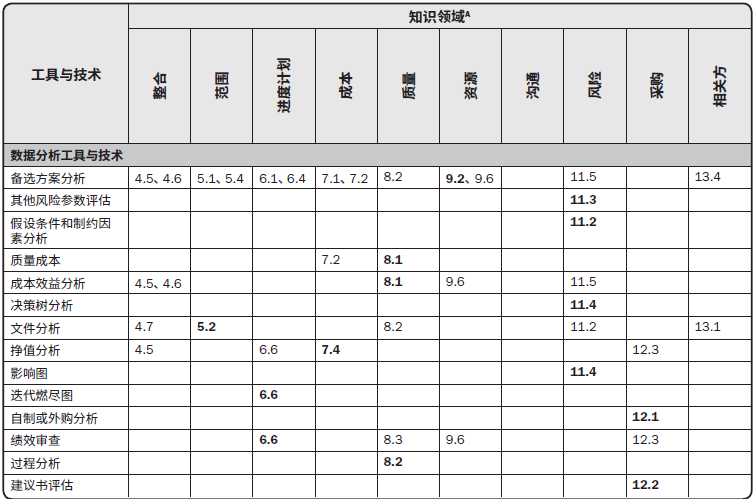 知识领域A
工具与技术 整合 范围 进度计划 成本 质量 资源 沟通 风险 采购 相关方
数据分析工具与技术
备选方案分析 4.5、4.6 5.1、5.4 6.1、6.4 7.1、7.2 8.2 9.2、9.6 11.5 13.4
其他风险参数评估 11.3
假设条件和制约因
素分析 11.2
质量成本 7.2 8.1
成本效益分析 4.5、4.6 8.1 9.6 11.5
决策树分析 11.4
文件分析 4.7 5.2 8.2 11.2 13.1
挣值分析 4.5 6.6 7.4 12.3
影响图 11.4
迭代燃尽图 6.6
自制或外购分析 12.1
绩效审查 6.6 8.3 9.6 12.3
过程分析 8.2
建议书评估 12.2